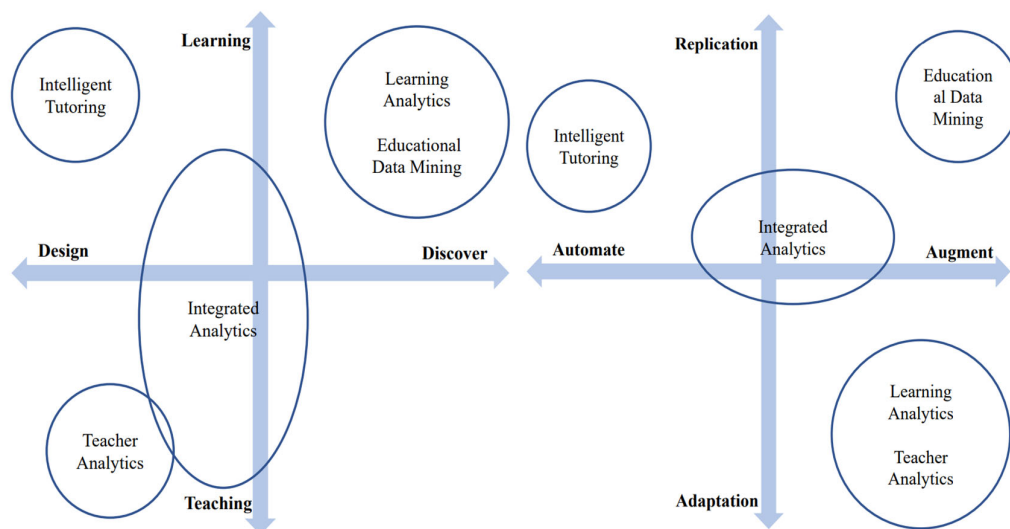 Learning
Intelligent
Tutoring
Learning
Analytics
Educational
Data Mining
Design
Discover
Integrated
Analytics
Teacher
Analytics
Teaching
Replication
Education
al Data
Mining
Intelligent
Tutoring
Integrated
Analytics
Automate
Augment
Learning
Analytics
Teacher
Analytics
Adaptation